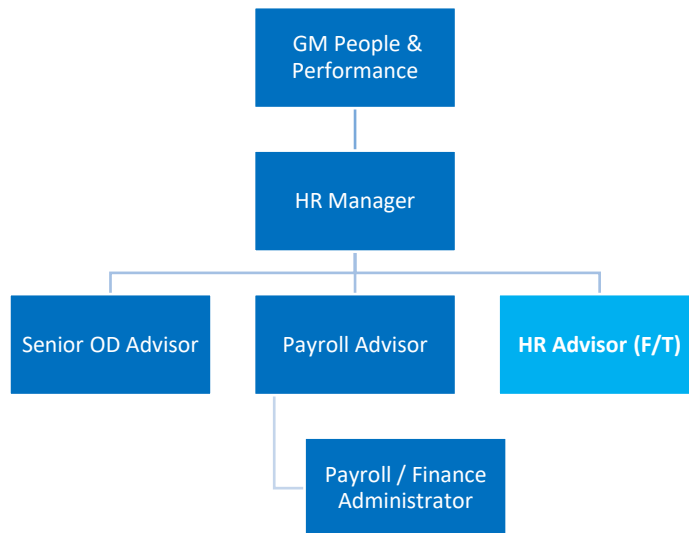 GM People &
Performance
HR Manager
Senior OD Advisor
Payroll Advisor
HR Advisor (F/T)
Payroll / Finance
Administrator